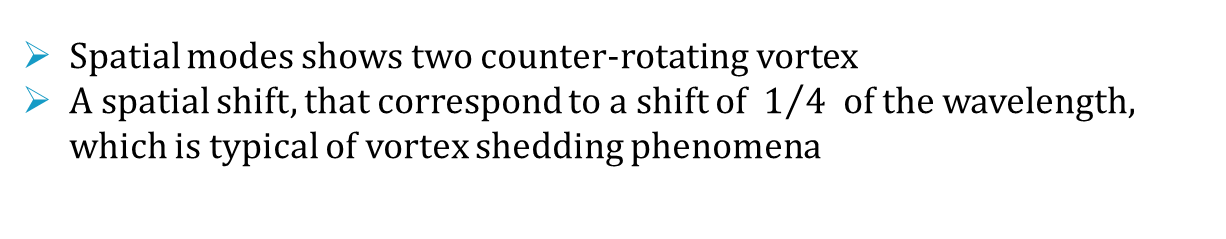 Spatial modes shows two counter-rotating vortex
A spatial shift, that correspond to a shift of 1/4 of the wavelength,
which is typical of vortex shedding phenomena